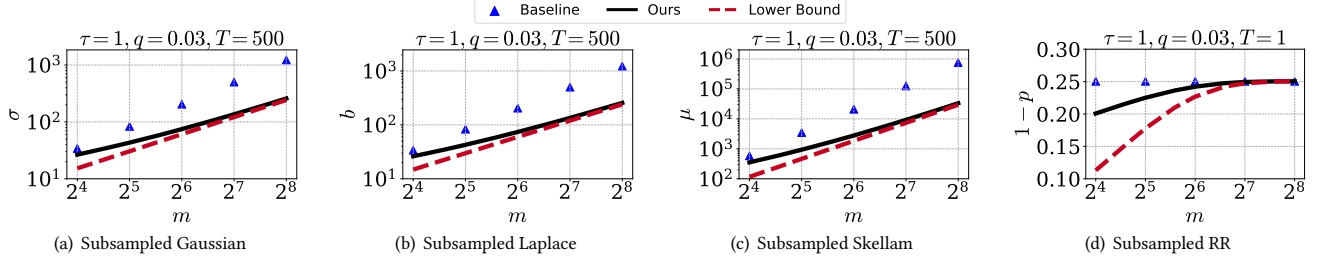 Baseline Ours Lower Bound
τ = 1, q = 0.03, T = 500
10³
10²
10¹
σ
2⁴ 2⁵ 2⁶ 2⁷ 2⁸
m
(a) Subsampled Gaussian
τ = 1, q = 0.03, T = 500
10³
10²
10¹
b
2⁴ 2⁵ 2⁶ 2⁷ 2⁸
m
(b) Subsampled Laplace
τ = 1, q = 0.03, T = 500
10⁶
10⁵
10⁴
10³
10²
μ
2⁴ 2⁵ 2⁶ 2⁷ 2⁸
m
(c) Subsampled Skellam
τ = 1, q = 0.03, T = 1
0.30
0.25
0.20
0.15
0.10
1 − p
2⁴ 2⁵ 2⁶ 2⁷ 2⁸
m
(d) Subsampled RR